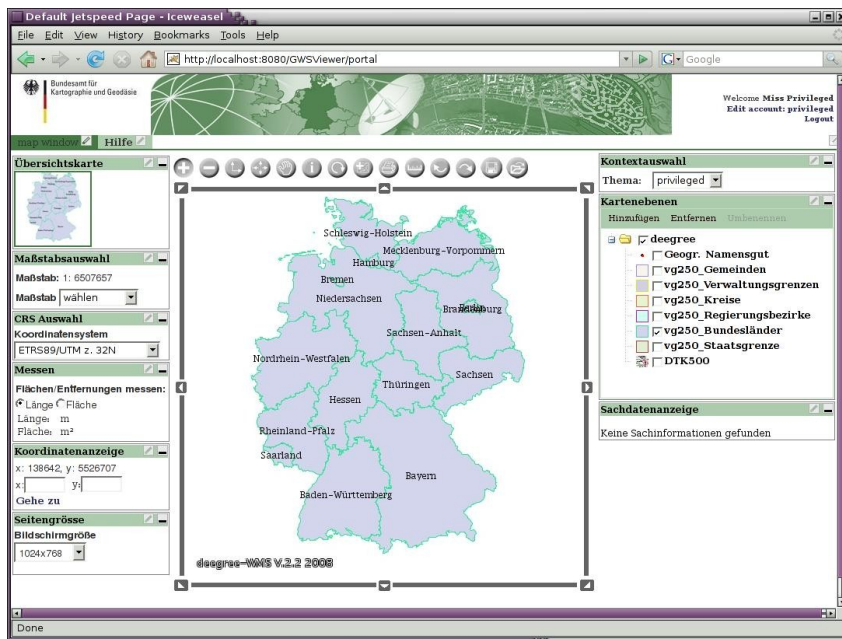 Default Jetspeed Page - Iceweasel
File Edit View History Bookmarks Tools Help
http://localhost:8080/GWSViewer/portal
Google
Bundesamt für
Kartographie und Geodäsie
Welcome Miss Privileged
Edit account: privileged
Logout
map window
Hilfe
Übersichtskarte
Maßstabsauswahl
Maßstab: 1: 6507657
Maßstab wählen
CRS Auswahl
Koordinatensystem
ETRS89/UTM z. 32N
Messen
Flächen/Entfernungen messen:
Länge Fläche
Länge: m
Fläche: m²
Koordinatenanzeige
x: 138642, y: 5526707
x: y:
Gehe zu
Seitengrösse
Bildschirmgröße
1024x768
Schleswig-Holstein
Mecklenburg-Vorpommern
Hamburg
Bremen
Niedersachsen
Berlin
Brandenburg
Sachsen-Anhalt
Nordrhein-Westfalen
Sachsen
Thüringen
Hessen
Rheinland-Pfalz
Saarland
Bayern
Baden-Württemberg
deegree-WMS V.2.2 2008
Kontextauswahl
Thema: privileged
Kartenebenen
Hinzufügen Entfernen Umbenennen
deegree
Geogr. Namensgut
vg250_Gemeinden
vg250_Verwaltungsgrenzen
vg250_Kreise
vg250_Regierungsbezirke
vg250_Bundesländer
vg250_Staatsgrenze
DTK500
Sachdatenanzeige
Keine Sachinformationen gefunden
Done